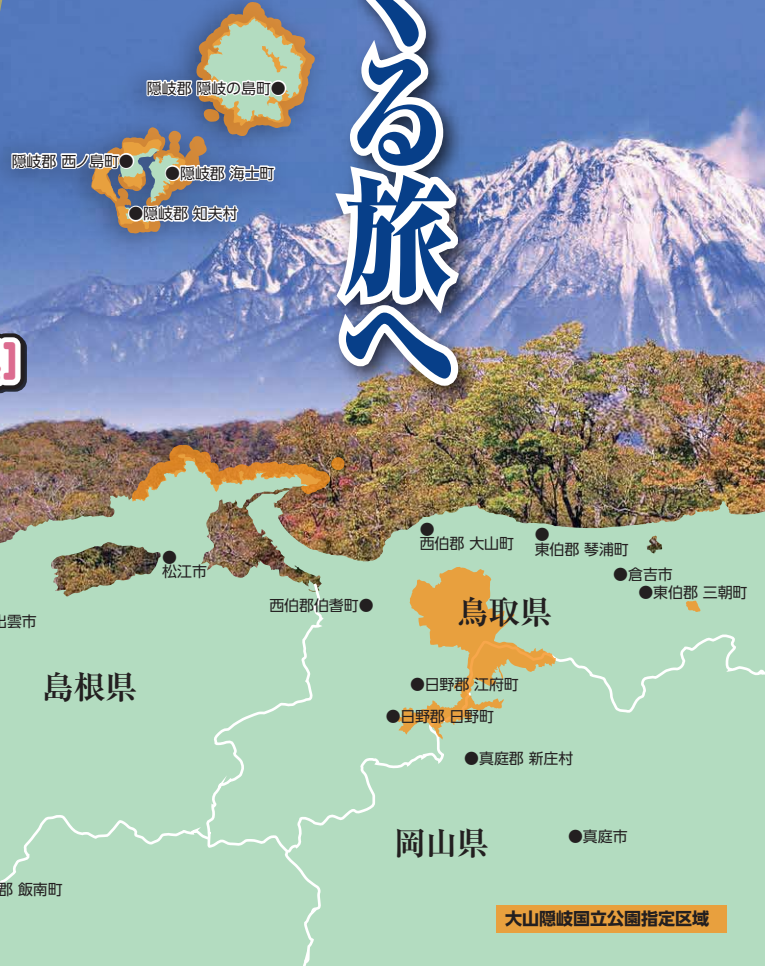 くる旅へ
隠岐郡 隠岐の島町
隠岐郡 西ノ島町
隠岐郡 海士町
隠岐郡 知夫村
西伯郡 大山町
東伯郡 琴浦町
松江市
倉吉市
東伯郡 三朝町
西伯郡伯耆町
出雲市
鳥取県
島根県
日野郡 江府町
日野郡 日野町
真庭郡 新庄村
岡山県
真庭市
郡 飯南町
大山隠岐国立公園指定区域